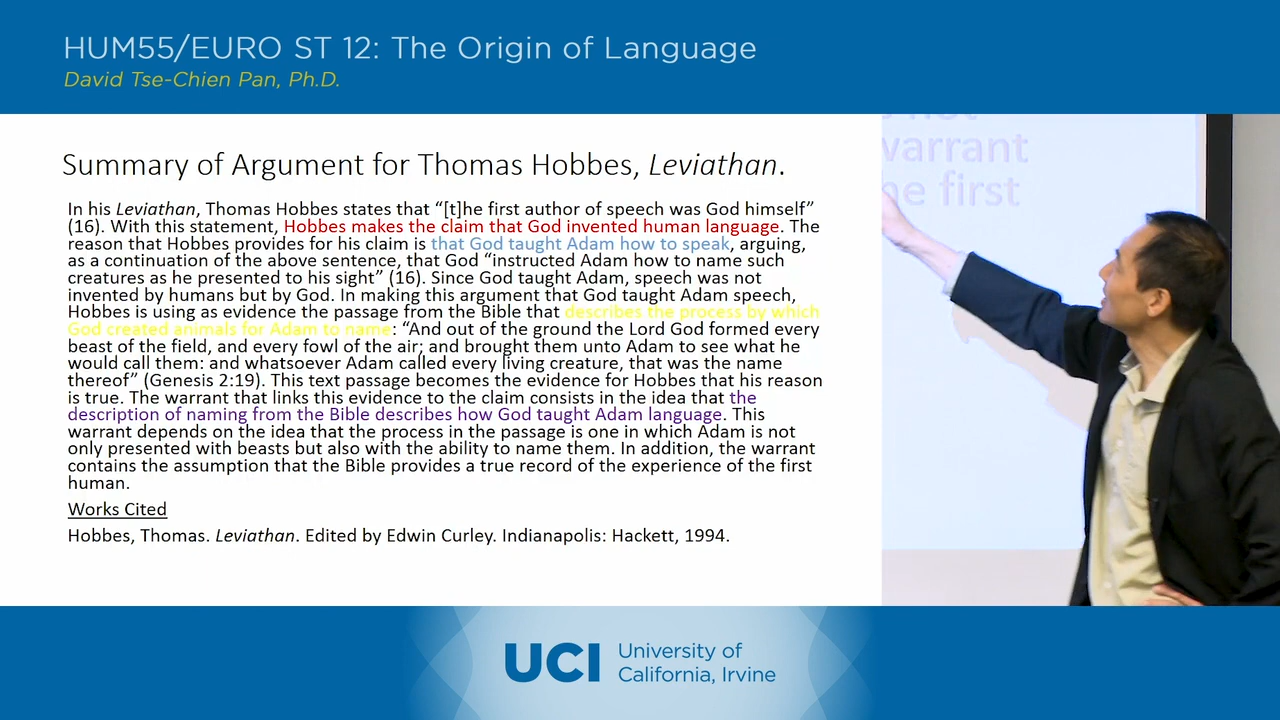 HUM55/EURO ST 12: The Origin of Language
David Tse-Chien Pan, Ph.D.
Summary of Argument for Thomas Hobbes, Leviathan.
In his Leviathan, Thomas Hobbes states that “[t]he first author of speech was God himself”
(16). With this statement, Hobbes makes the claim that God invented human language. The
reason that Hobbes provides for his claim is that God taught Adam how to speak, arguing,
as a continuation of the above sentence, that God “instructed Adam how to name such
creatures as he presented to his sight” (16). Since God taught Adam, speech was not
invented by humans but by God. In making this argument that God taught Adam speech,
Hobbes is using as evidence the passage from the Bible that describes the process by which
God created animals for Adam to name: “And out of the ground the Lord God formed every
beast of the field, and every fowl of the air; and brought them unto Adam to see what he
would call them: and whatsoever Adam called every living creature, that was the name
thereof” (Genesis 2:19). This text passage becomes the evidence for Hobbes that his reason
is true. The warrant that links this evidence to the claim consists in the idea that the
description of naming from the Bible describes how God taught Adam language. This
warrant depends on the idea that the process in the passage is one in which Adam is not
only presented with beasts but also with the ability to name them. In addition, the warrant
contains the assumption that the Bible provides a true record of the experience of the first
human.
Works Cited
Hobbes, Thomas. Leviathan. Edited by Edwin Curley. Indianapolis: Hackett, 1994.
warrant
first
UCI University of
California, Irvine